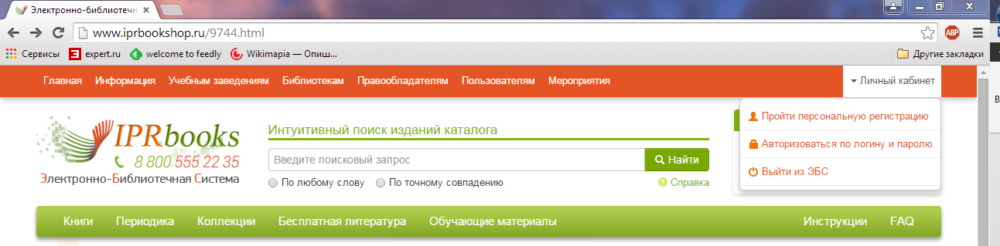 Электронно-библиотечн
www.iprbookshop.ru/9744.html
ABP
Сервисы expert.ru welcome to feedly Wikimapia — Опиш... Другие закладки
Главная Информация Учебным заведениям Библиотекам Правообладателям Пользователям Мероприятия Личный кабинет
Пройти персональную регистрацию
Авторизоваться по логину и паролю
Выйти из ЭБС
IPRbooks
8 800 555 22 35
Электронно-Библиотечная Система
Интуитивный поиск изданий каталога
Введите поисковый запрос Найти
По любому слову По точному совпадению ? Справка
Книги Периодика Коллекции Бесплатная литература Обучающие материалы Инструкции FAQ
В